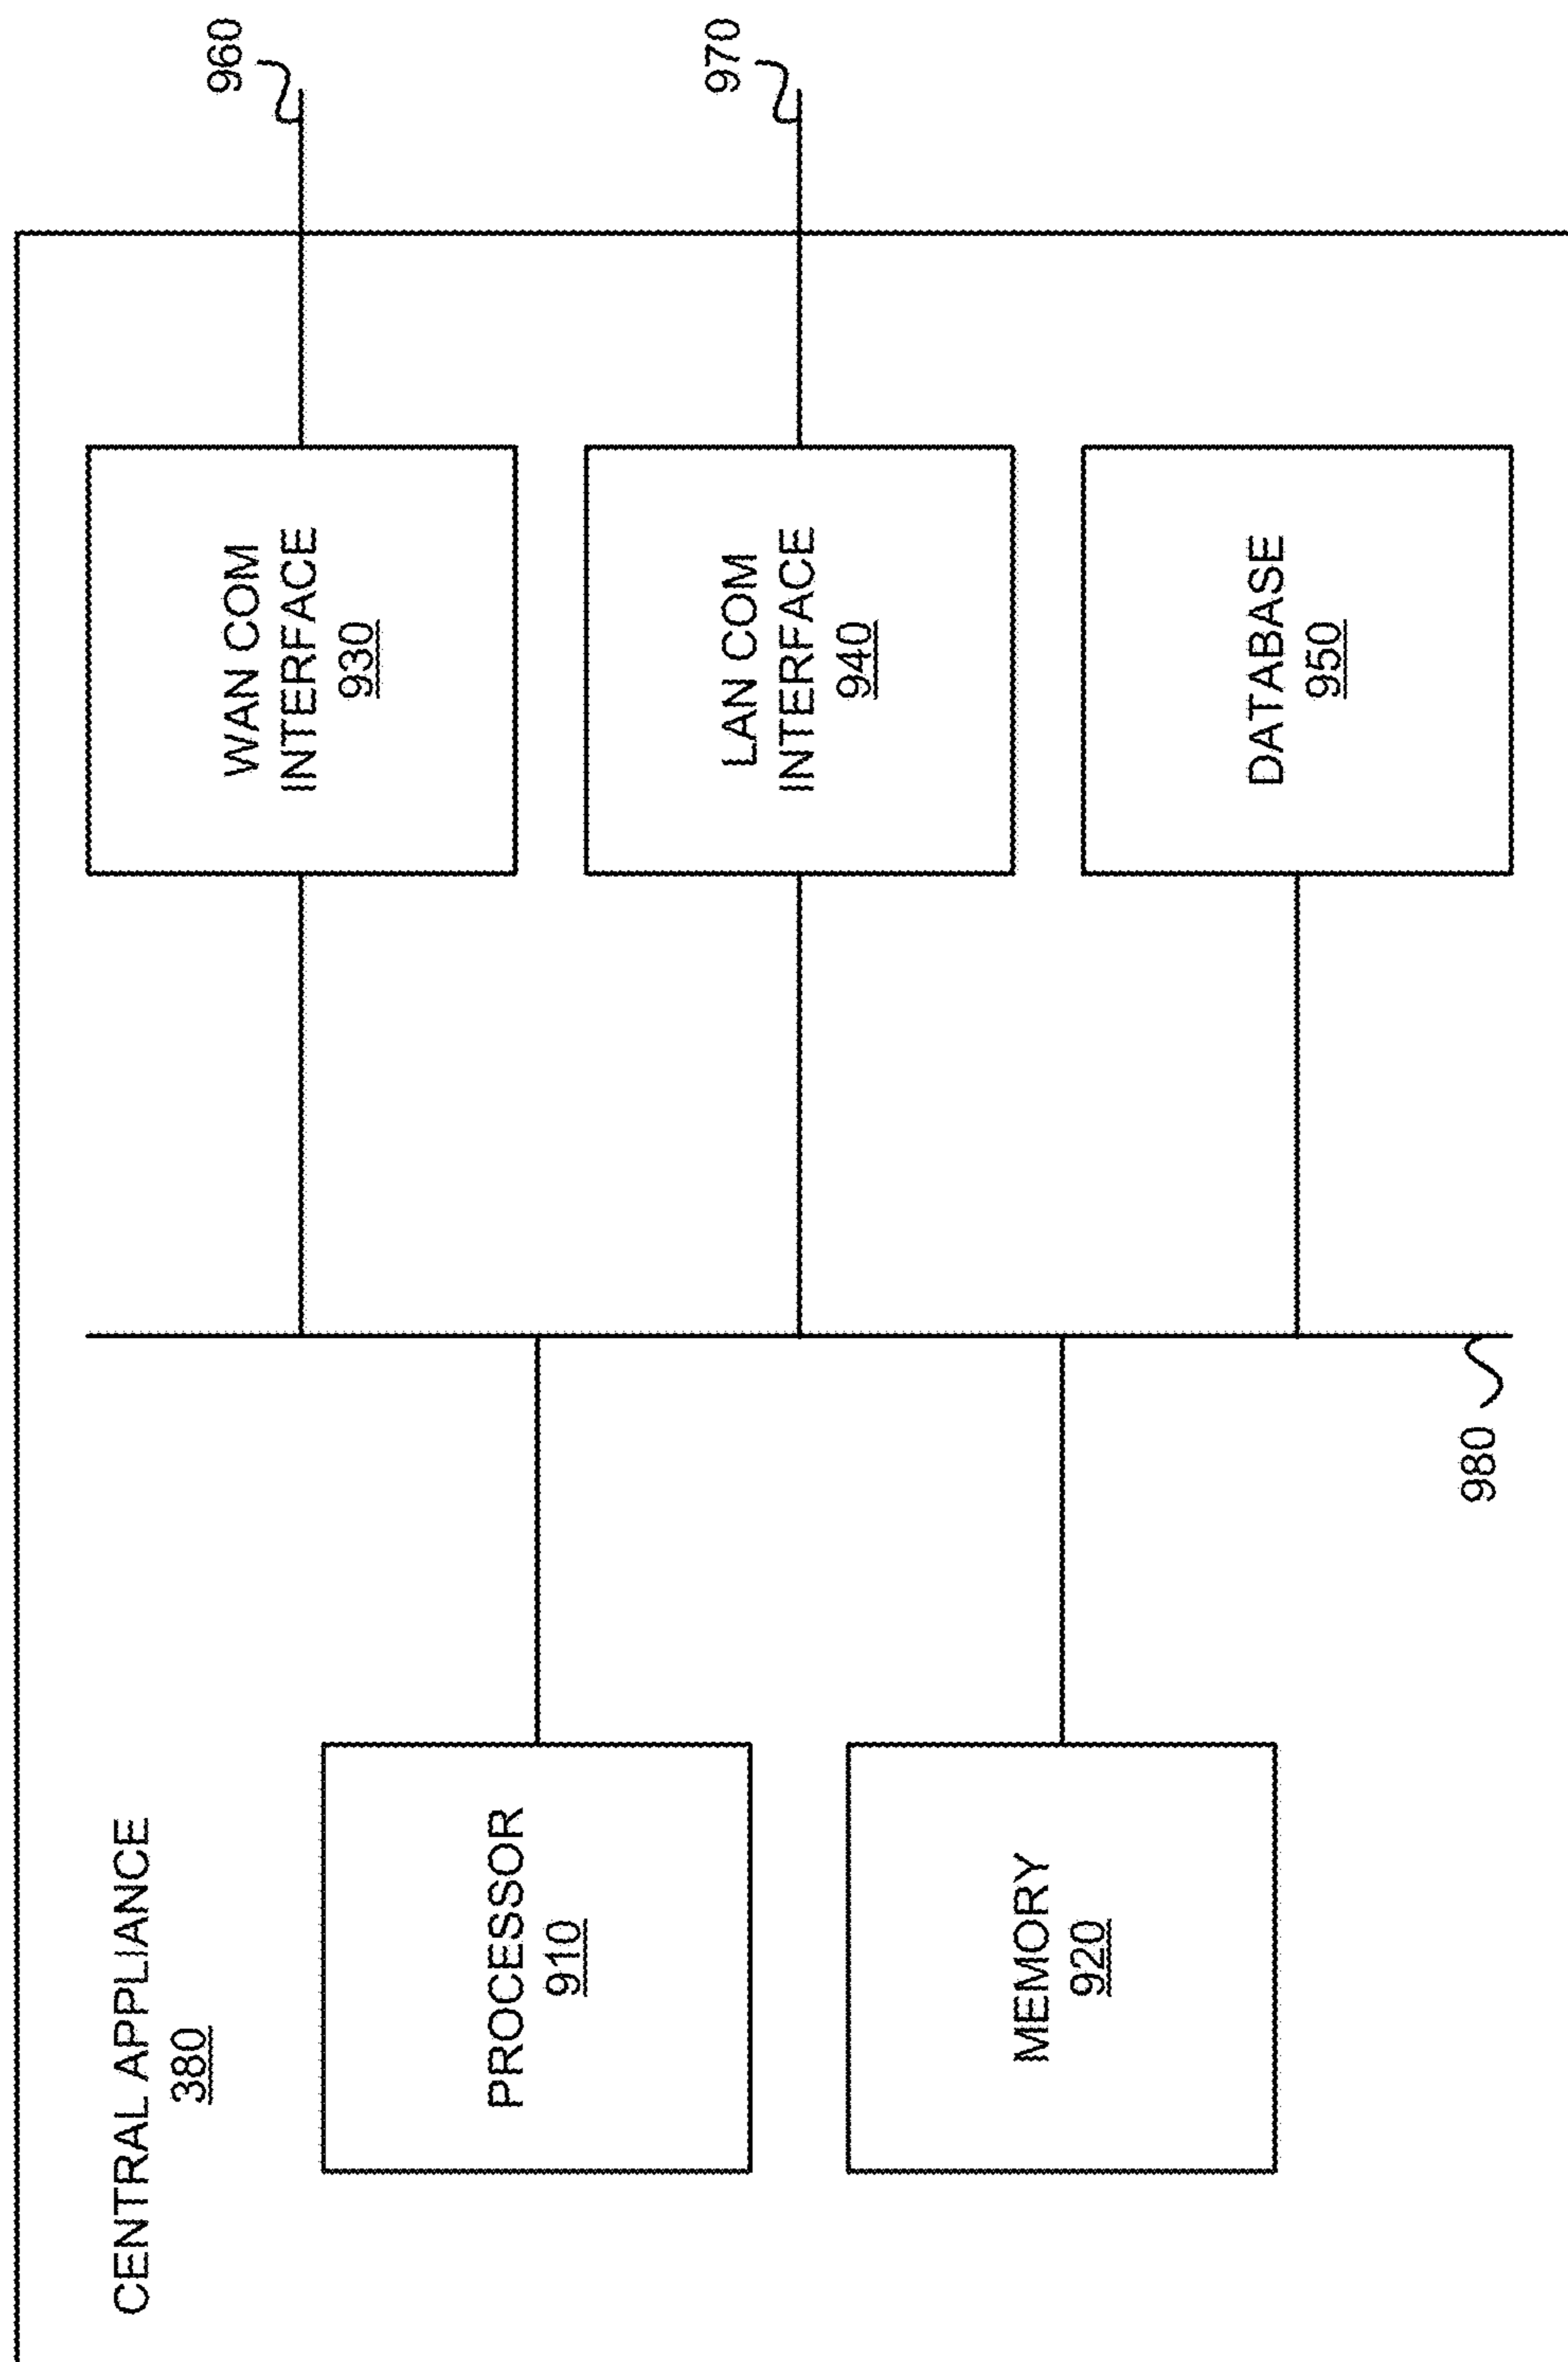 CENTRAL APPLIANCE
380
PROCESSOR
910
MEMORY
920
980
WAN COM
INTERFACE
930
LAN COM
INTERFACE
940
DATABASE
950
960
970